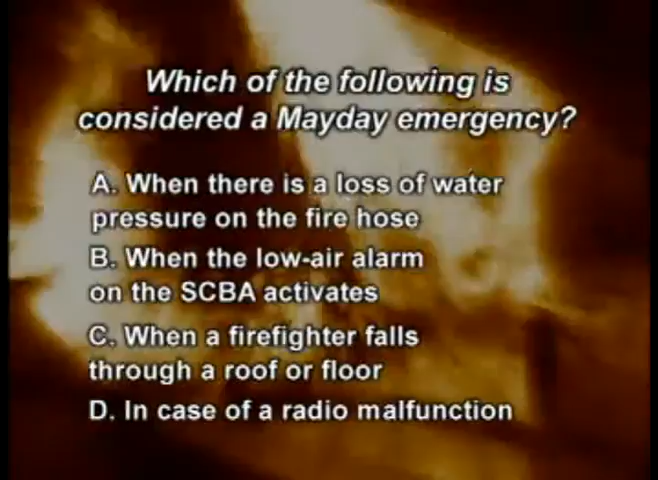 Which of the following is
considered a Mayday emergency?
A. When there is a loss of water
pressure on the fire hose
B. When the low-air alarm
on the SCBA activates
C. When a firefighter falls
through a roof or floor
D. In case of a radio malfunction